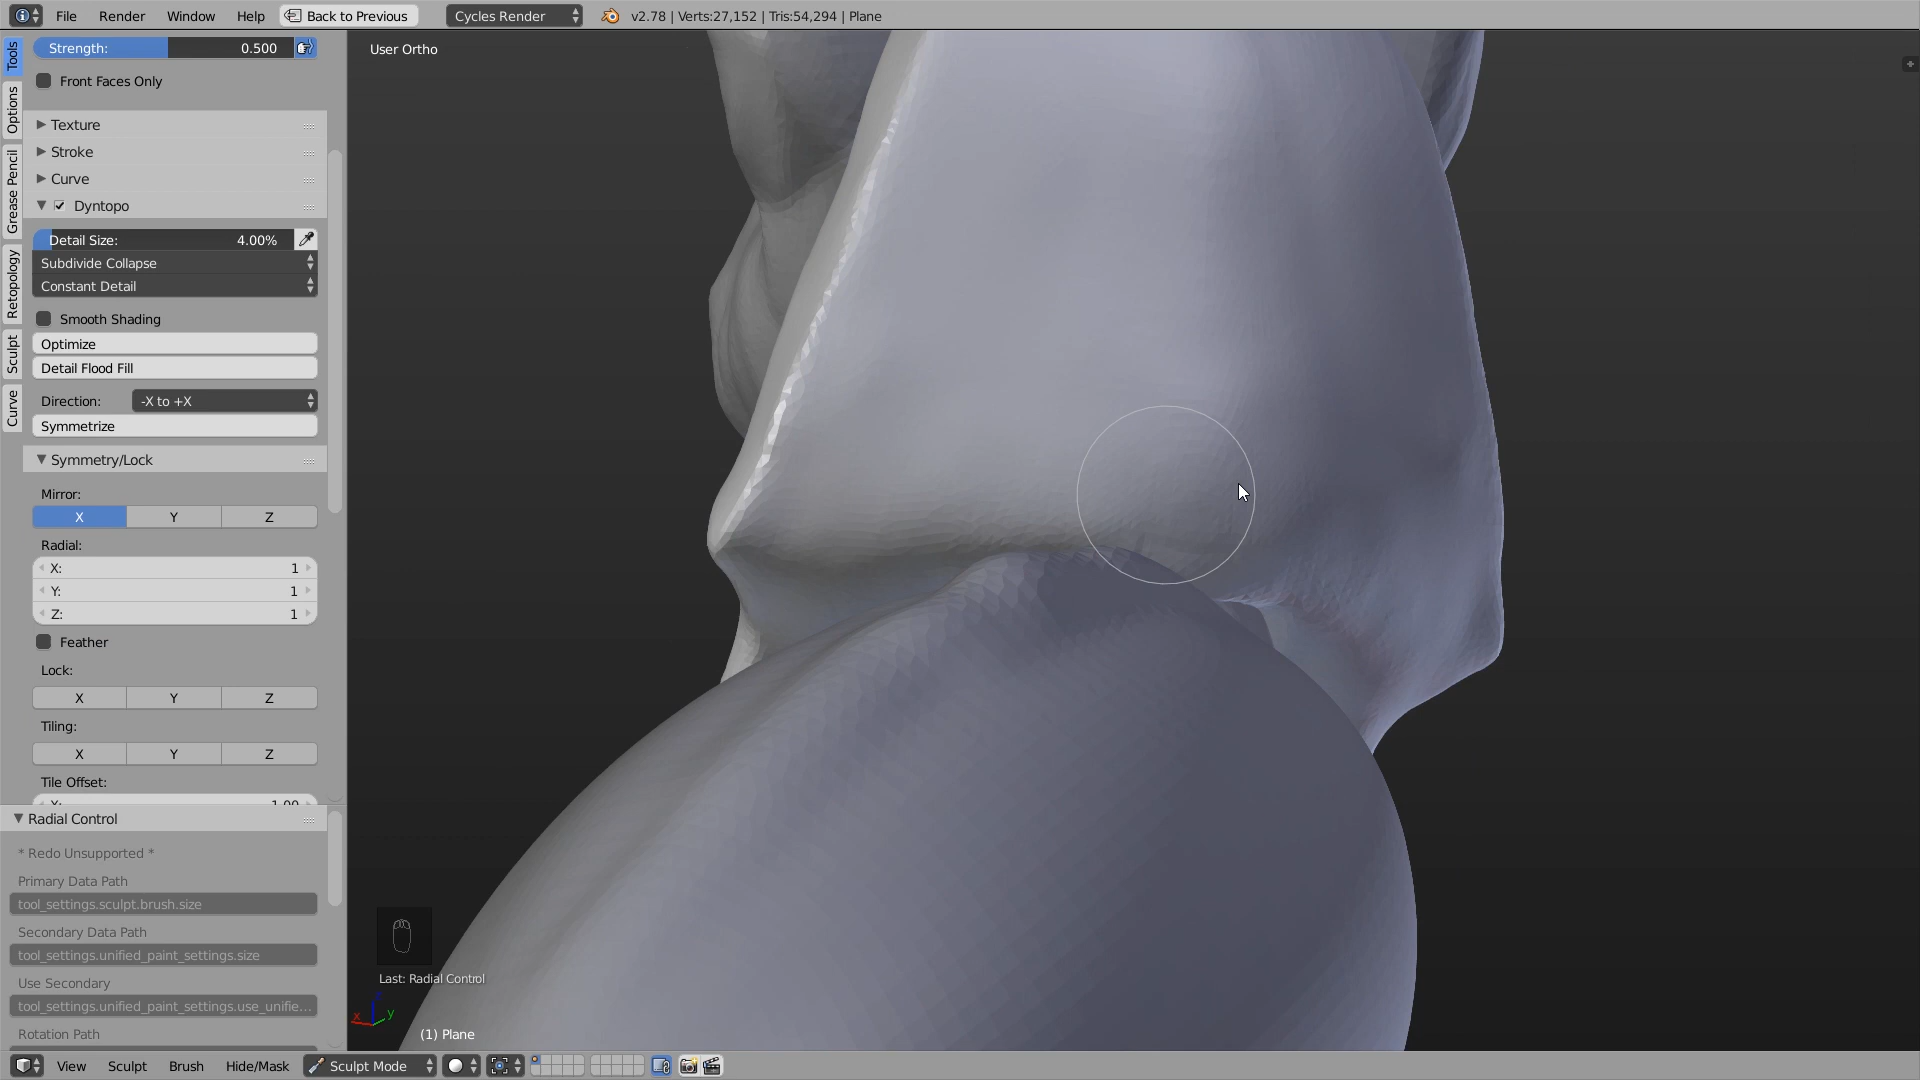 File Render Window Help Back to Previous Cycles Render v2.78 | Verts:27,152 | Tris:54,294 | Plane
Tools
Options
Grease Pencil
Retopology
Sculpt
Curve
Strength: 0.500
Front Faces Only
Texture
Stroke
Curve
Dyntopo
Detail Size: 4.00%
Subdivide Collapse
Constant Detail
Smooth Shading
Optimize
Detail Flood Fill
Direction: -X to +X
Symmetrize
Symmetry/Lock
Mirror:
X Y Z
Radial:
X: 1
Y: 1
Z: 1
Feather
Lock:
X Y Z
Tiling:
X Y Z
Tile Offset:
X: 1.00
Radial Control
* Redo Unsupported *
Primary Data Path
tool_settings.sculpt.brush.size
Secondary Data Path
tool_settings.unified_paint_settings.size
Use Secondary
tool_settings.unified_paint_settings.use_unifie...
Rotation Path
User Ortho
Last: Radial Control
x y
(1) Plane
View Sculpt Brush Hide/Mask Sculpt Mode